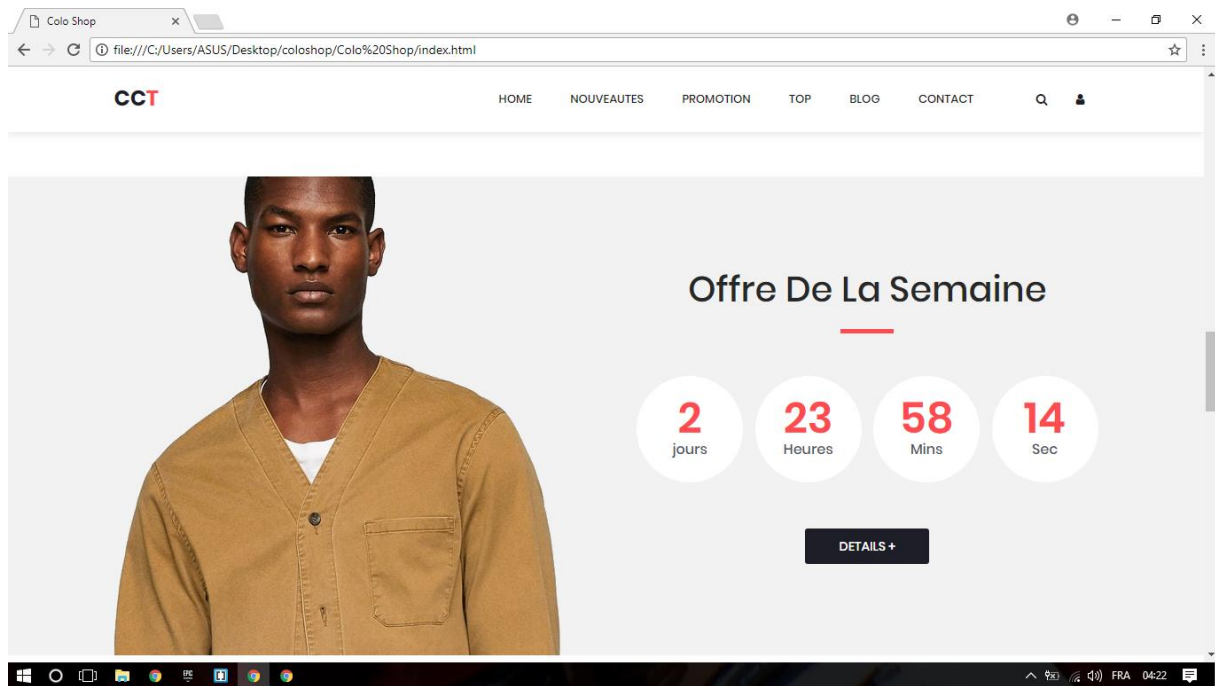 Colo Shop
file:///C:/Users/ASUS/Desktop/coloshop/Colo%20Shop/index.html
CCT HOME NOUVEAUTES PROMOTION TOP BLOG CONTACT
Offre De La Semaine
2 23 58 14
jours Heures Mins Sec
DETAILS +
EPIC FRA 04:22